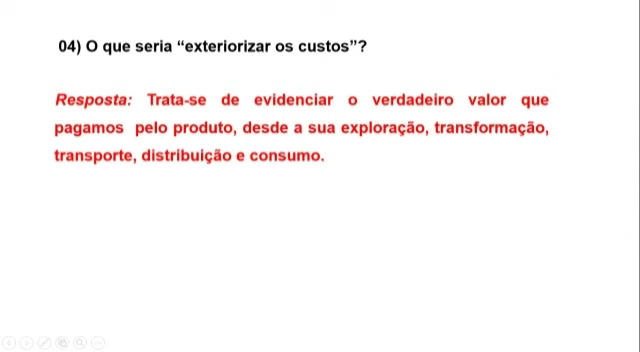 04) O que seria “exteriorizar os custos”?
Resposta: Trata-se de evidenciar o verdadeiro valor que
pagamos pelo produto, desde a sua exploração, transformação,
transporte, distribuição e consumo.